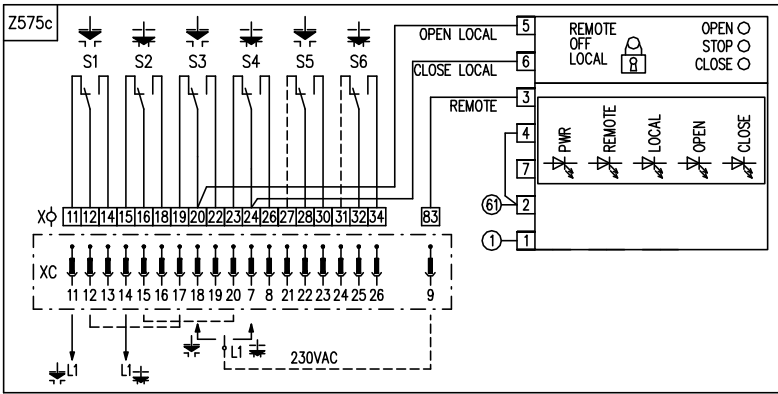 Z575c
S1 S2 S3 S4 S5 S6
OPEN LOCAL
CLOSE LOCAL
REMOTE
5
6
3
4
7
2
1
61
1
REMOTE
OFF
LOCAL
OPEN
STOP
CLOSE
PWR
REMOTE
LOCAL
OPEN
CLOSE
X 11 12 14 15 16 18 19 20 22 23 24 26 27 28 30 31 32 34 83
XC
11 12 13 14 15 16 17 18 19 20 7 8 21 22 23 24 25 26 9
L1 L1 L1 230VAC